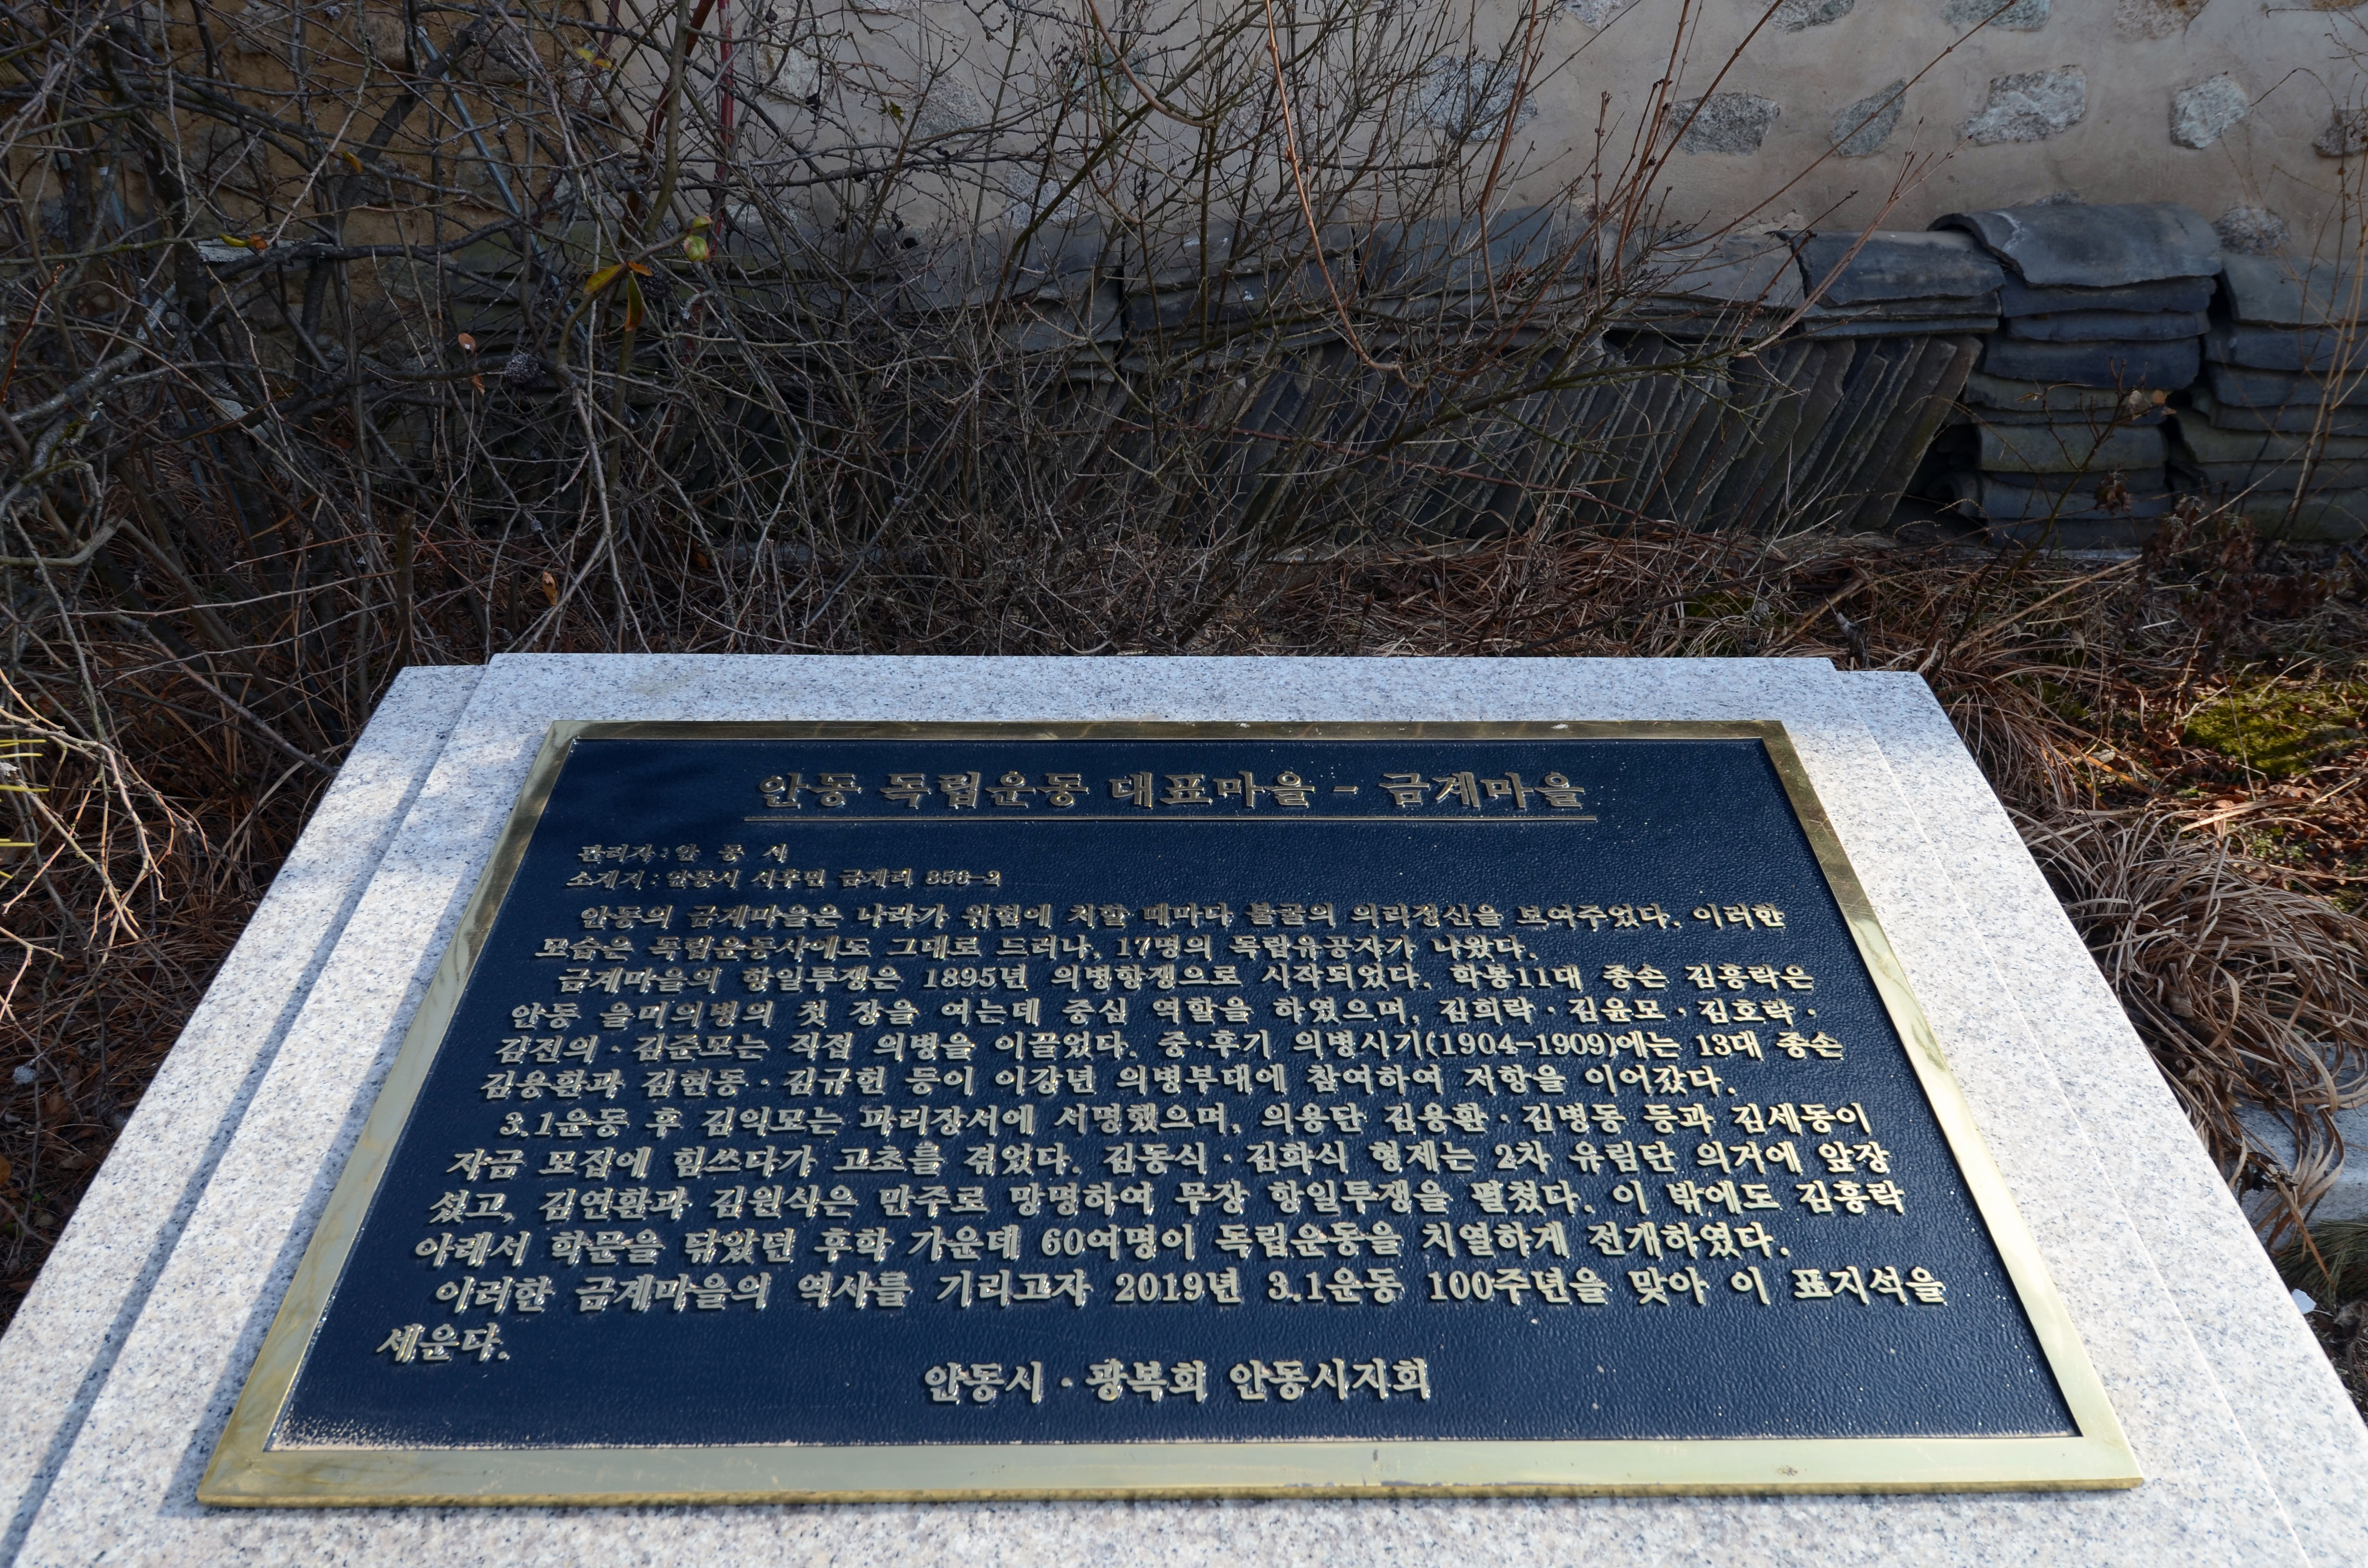 안동 독립운동 대표마을 - 금계마을
관리자 : 안 동 시
소재지 : 안동시 서후면 금계리 856-2
안동의 금계마을은 나라가 위험에 처할 때마다 불굴의 의리정신을 보여주었다. 이러한
모습은 독립운동사에도 그대로 드러나, 17명의 독립유공자가 나왔다.
금계마을의 항일투쟁은 1895년 의병항쟁으로 시작되었다. 학봉11대 종손 김흥락은
안동 을미의병의 첫 장을 여는데 중심 역할을 하였으며, 김회락·김윤모·김호락·
김진의·김준모는 직접 의병을 이끌었다. 중·후기 의병시기(1904-1909)에는 13대 종손
김용환과 김현동·김규헌 등이 이강년 의병부대에 참여하여 저항을 이어갔다.
3.1운동 후 김익모는 파리장서에 서명했으며, 의용단 김용환·김병동 등과 김세동이
자금 모집에 힘쓰다가 고초를 겪었다. 김동식·김화식 형제는 2차 유림단 의거에 앞장
섰고, 김연환과 김원식은 만주로 망명하여 무장 항일투쟁을 펼쳤다. 이 밖에도 김흥락
아래서 학문을 닦았던 후학 가운데 60여명이 독립운동을 치열하게 전개하였다.
이러한 금계마을의 역사를 기리고자 2019년 3.1운동 100주년을 맞아 이 표지석을
세운다.
안동시·광복회 안동시지회